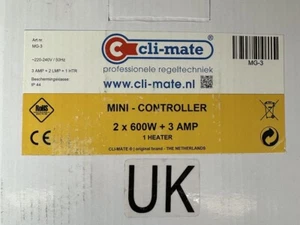 Art.nr:
MG-3
~220-240V / 50Hz
3 AMP + 2 LMP + 1 HTR
Beschermingsklasse
IP 44
cli-mate
professionele regeltechniek
www.cli-mate.nl
MG-3
RoHS
MINI - CONTROLLER
2 x 600W + 3 AMP
1 HEATER
CLI-MATE ® | original brand - THE NETHERLANDS
CE
UK